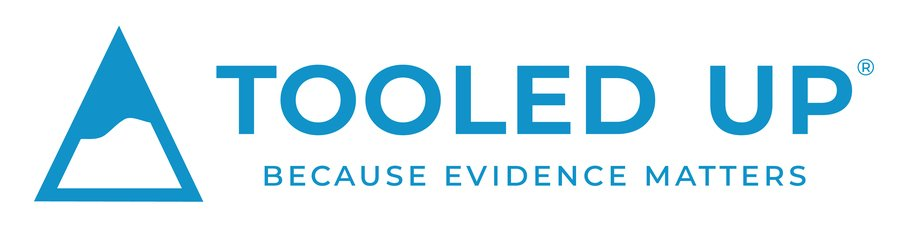 TOOLED UP®
BECAUSE EVIDENCE MATTERS